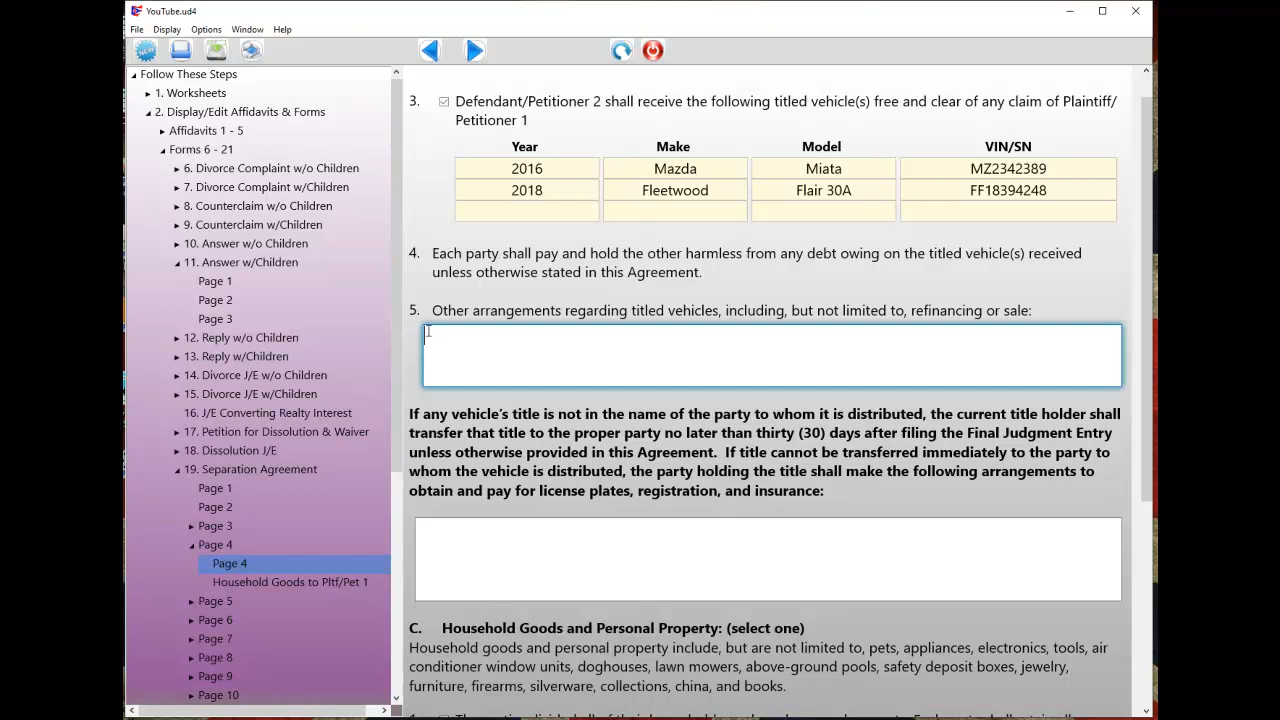 YouTube.ud4
File Display Options Window Help
NEW
Follow These Steps
1. Worksheets
2. Display/Edit Affidavits & Forms
Affidavits 1 - 5
Forms 6 - 21
6. Divorce Complaint w/o Children
7. Divorce Complaint w/Children
8. Counterclaim w/o Children
9. Counterclaim w/Children
10. Answer w/o Children
11. Answer w/Children
Page 1
Page 2
Page 3
12. Reply w/o Children
13. Reply w/Children
14. Divorce J/E w/o Children
15. Divorce J/E w/Children
16. J/E Converting Realty Interest
17. Petition for Dissolution & Waiver
18. Dissolution J/E
19. Separation Agreement
Page 1
Page 2
Page 3
Page 4
Page 4
Household Goods to Pltf/Pet 1
Page 5
Page 6
Page 7
Page 8
Page 9
Page 10
3. Defendant/Petitioner 2 shall receive the following titled vehicle(s) free and clear of any claim of Plaintiff/
Petitioner 1
Year Make Model VIN/SN
2016 Mazda Miata MZ2342389
2018 Fleetwood Flair 30A FF18394248
4. Each party shall pay and hold the other harmless from any debt owing on the titled vehicle(s) received
unless otherwise stated in this Agreement.
5. Other arrangements regarding titled vehicles, including, but not limited to, refinancing or sale:
If any vehicle's title is not in the name of the party to whom it is distributed, the current title holder shall
transfer that title to the proper party no later than thirty (30) days after filing the Final Judgment Entry
unless otherwise provided in this Agreement. If title cannot be transferred immediately to the party to
whom the vehicle is distributed, the party holding the title shall make the following arrangements to
obtain and pay for license plates, registration, and insurance:
C. Household Goods and Personal Property: (select one)
Household goods and personal property include, but are not limited to, pets, appliances, electronics, tools, air
conditioner window units, doghouses, lawn mowers, above-ground pools, safety deposit boxes, jewelry,
furniture, firearms, silverware, collections, china, and books.